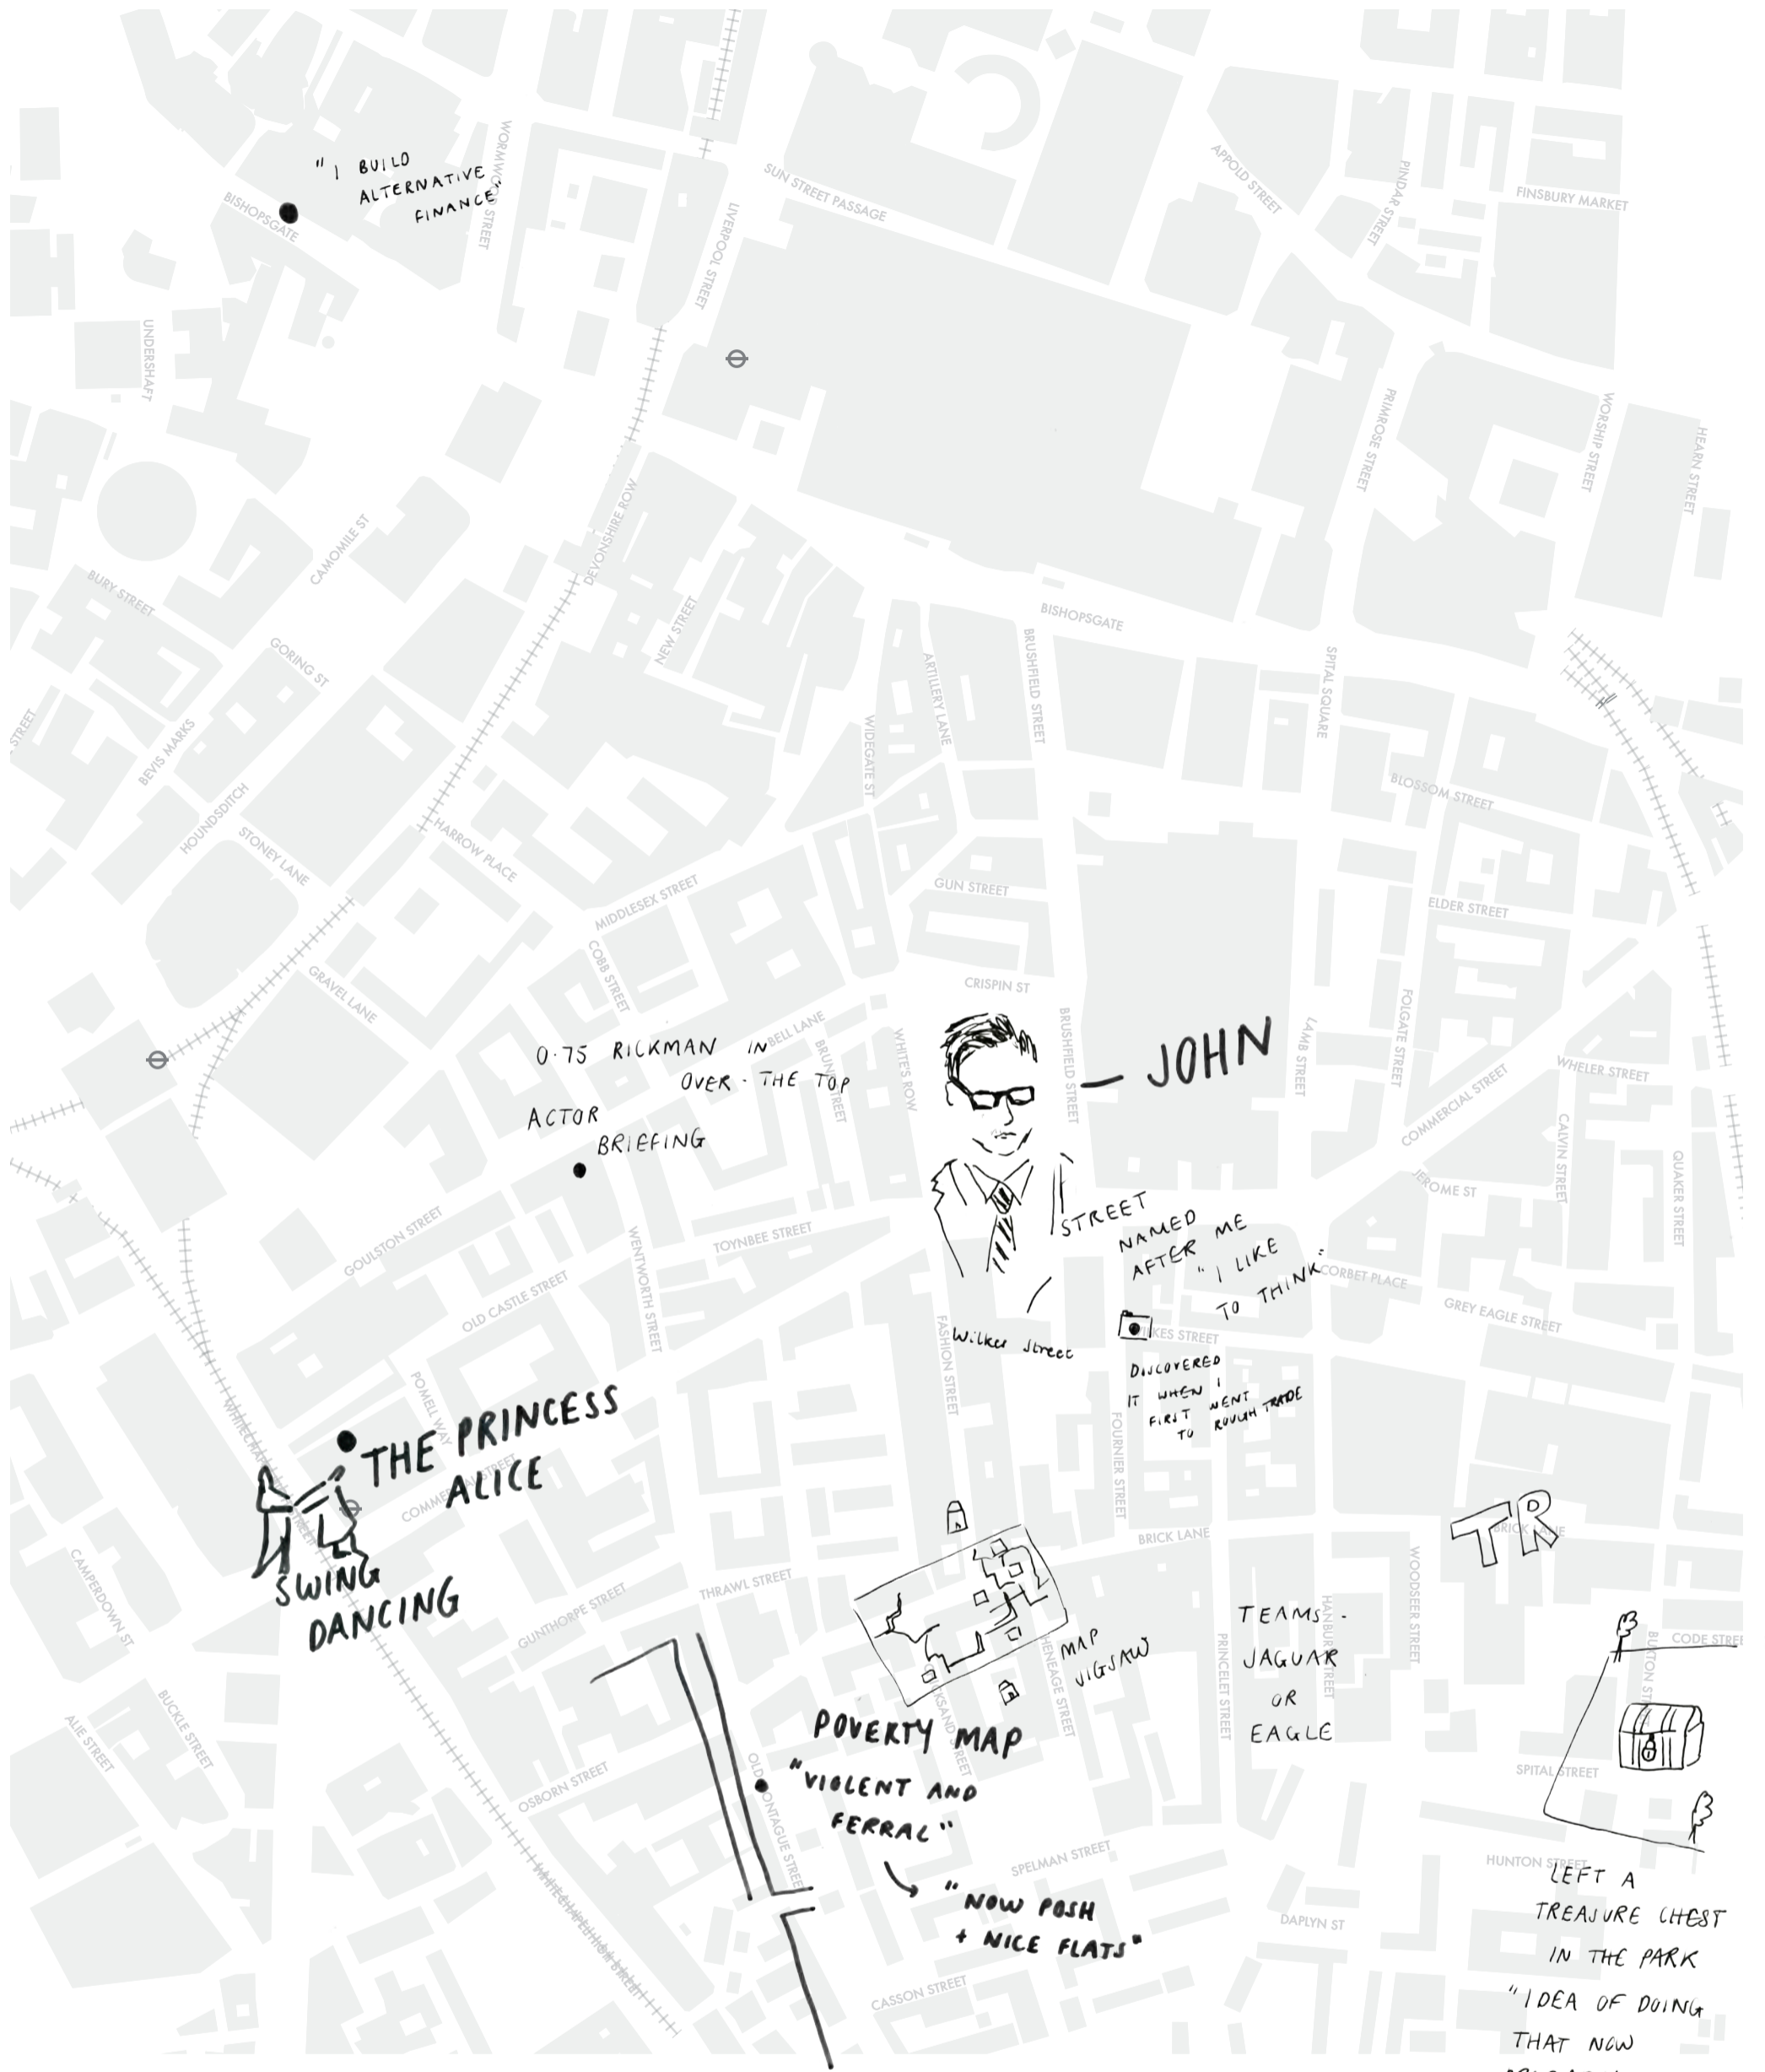 "I BUILD
ALTERNATIVE
FINANCE"
WORMWOOD STREET
BISHOPSGATE
SUN STREET PASSAGE
APPOLD STREET
PINDAR STREET
FINSBURY MARKET
LIVERPOOL STREET
UNDERSHAFT
PRIMROSE STREET
WORSHIP STREET
HEARN STREET
DEVONSHIRE ROW
CAMOMILE ST
BURY STREET
NEW STREET
BISHOPSGATE
GORING ST
ARTILLERY LANE
BRUSHFIELD STREET
SPITAL SQUARE
STREET
BEVIS MARKS
WIDEGATE ST
BLOSSOM STREET
HOUNDSDITCH
STONEY LANE
HARROW PLACE
MIDDLESEX STREET
GUN STREET
ELDER STREET
COBB STREET
GRAVEL LANE
CRISPIN ST
0.75 RICKMAN IN
OVER-THE TOP
ACTOR
BRIEFING
BELL LANE
WHITE'S ROW
BRUSHFIELD STREET
– JOHN
LAMB STREET
FOLGATE STREET
COMMERCIAL STREET
WHELER STREET
CALVIN STREET
JEROME ST
QUAKER STREET
GOULSTON STREET
WENTWORTH STREET
TOYNBEE STREET
OLD CASTLE STREET
STREET
NAMED
AFTER ME
"I LIKE
TO THINK"
CORBET PLACE
GREY EAGLE STREET
Wilkes Street
KES STREET
DISCOVERED
IT WHEN I
FIRST WENT
TO ROUGH TRADE
FASHION STREET
FOURNIER STREET
POMELL WAY
THE PRINCESS
ALICE
SWING
DANCING
CAMPERDOWN ST
GUNTHORPE STREET
THRAWL STREET
BRICK LANE
TR
BRICK LANE
WOODSEER STREET
HANBURY STREET
PRINCELET STREET
HENEAGE STREET
MAP
JIGSAW
TEAMS-
JAGUAR
OR
EAGLE
CODE STREE
ALIE STREET
BUCKLE STREET
OSBORN STREET
POVERTY MAP
"VIOLENT AND
FERRAL"
"NOW POSH
+ NICE FLATS"
SPITAL STREET
SPELMAN STREET
HUNTON STREET
DAPLYN ST
CASSON STREET
LEFT A
TREASURE CHEST
IN THE PARK
"IDEA OF DOING
THAT NOW